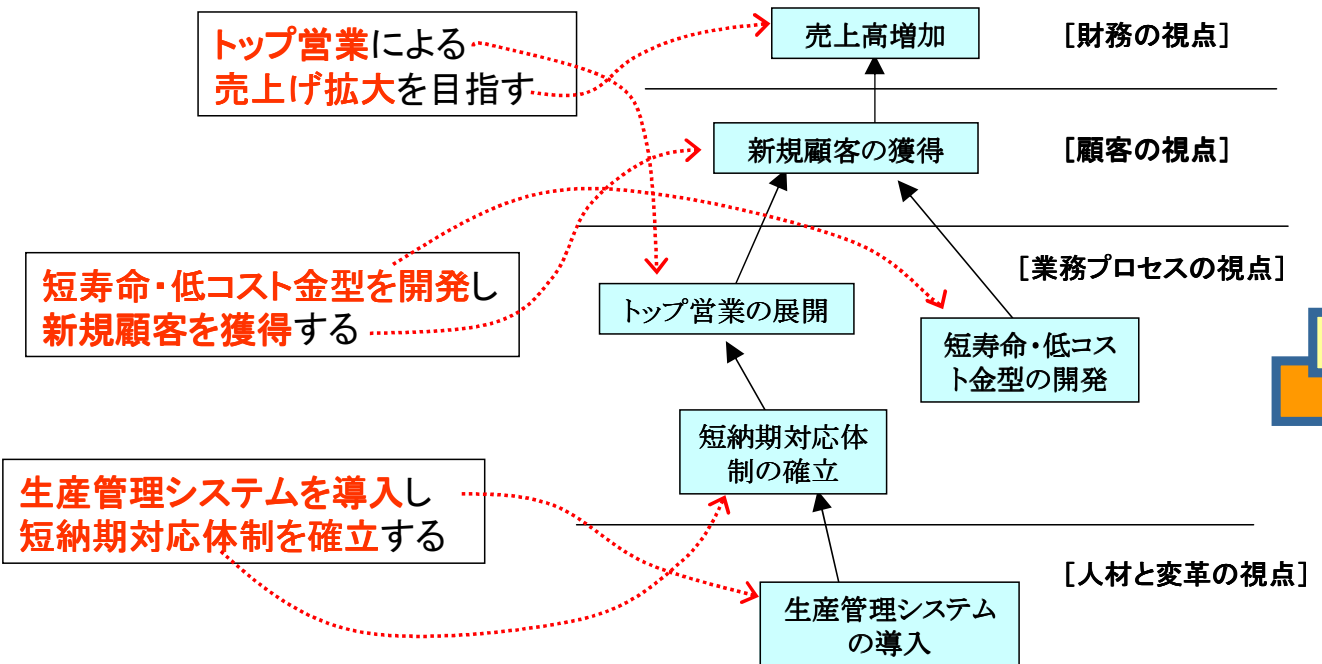 トップ営業による
売上げ拡大を目指す
売上高増加
[財務の視点]
新規顧客の獲得
[顧客の視点]
短寿命・低コスト金型を開発し
新規顧客を獲得する
[業務プロセスの視点]
トップ営業の展開
短寿命・低コス
ト金型の開発
短納期対応体
制の確立
生産管理システムを導入し
短納期対応体制を確立する
[人材と変革の視点]
生産管理システム
の導入